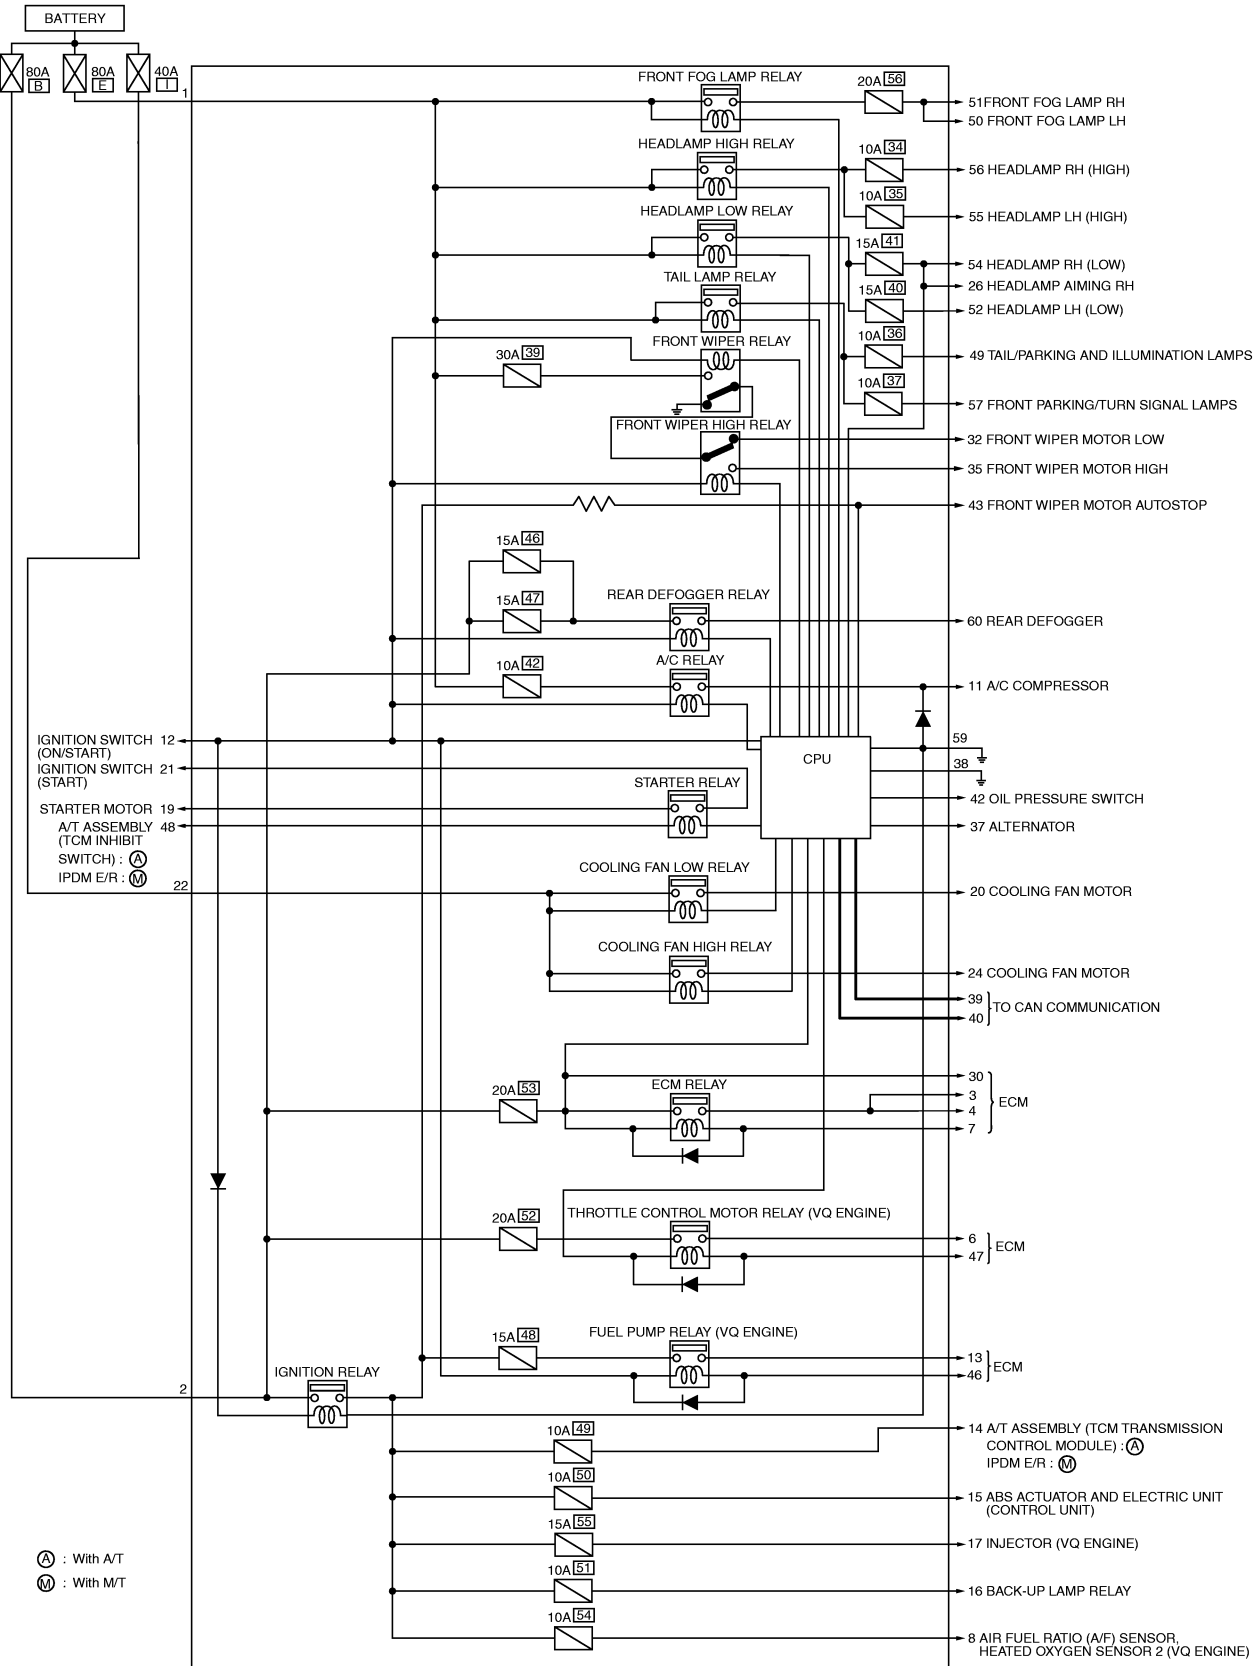 BATTERY
80A
B
80A
E
40A
I
1
FRONT FOG LAMP RELAY
20A 56
51FRONT FOG LAMP RH
50 FRONT FOG LAMP LH
HEADLAMP HIGH RELAY
10A 34
56 HEADLAMP RH (HIGH)
10A 35
55 HEADLAMP LH (HIGH)
HEADLAMP LOW RELAY
15A 41
54 HEADLAMP RH (LOW)
26 HEADLAMP AIMING RH
TAIL LAMP RELAY
15A 40
52 HEADLAMP LH (LOW)
10A 36
49 TAIL/PARKING AND ILLUMINATION LAMPS
FRONT WIPER RELAY
30A 39
10A 37
57 FRONT PARKING/TURN SIGNAL LAMPS
FRONT WIPER HIGH RELAY
32 FRONT WIPER MOTOR LOW
35 FRONT WIPER MOTOR HIGH
43 FRONT WIPER MOTOR AUTOSTOP
15A 46
15A 47
REAR DEFOGGER RELAY
60 REAR DEFOGGER
10A 42
A/C RELAY
11 A/C COMPRESSOR
IGNITION SWITCH 12
(ON/START)
IGNITION SWITCH 21
(START)
CPU
59
38
STARTER RELAY
42 OIL PRESSURE SWITCH
STARTER MOTOR 19
A/T ASSEMBLY 48
(TCM INHIBIT
SWITCH) : A
IPDM E/R : M
37 ALTERNATOR
22
COOLING FAN LOW RELAY
20 COOLING FAN MOTOR
COOLING FAN HIGH RELAY
24 COOLING FAN MOTOR
39
40
TO CAN COMMUNICATION
20A 53
ECM RELAY
30
3
4
7
ECM
20A 52
THROTTLE CONTROL MOTOR RELAY (VQ ENGINE)
6
47
ECM
15A 48
FUEL PUMP RELAY (VQ ENGINE)
13
46
ECM
2
IGNITION RELAY
10A 49
14 A/T ASSEMBLY (TCM TRANSMISSION
CONTROL MODULE) : A
IPDM E/R : M
10A 50
15 ABS ACTUATOR AND ELECTRIC UNIT
(CONTROL UNIT)
15A 55
17 INJECTOR (VQ ENGINE)
10A 51
16 BACK-UP LAMP RELAY
10A 54
8 AIR FUEL RATIO (A/F) SENSOR,
HEATED OXYGEN SENSOR 2 (VQ ENGINE)
A : With A/T
M : With M/T